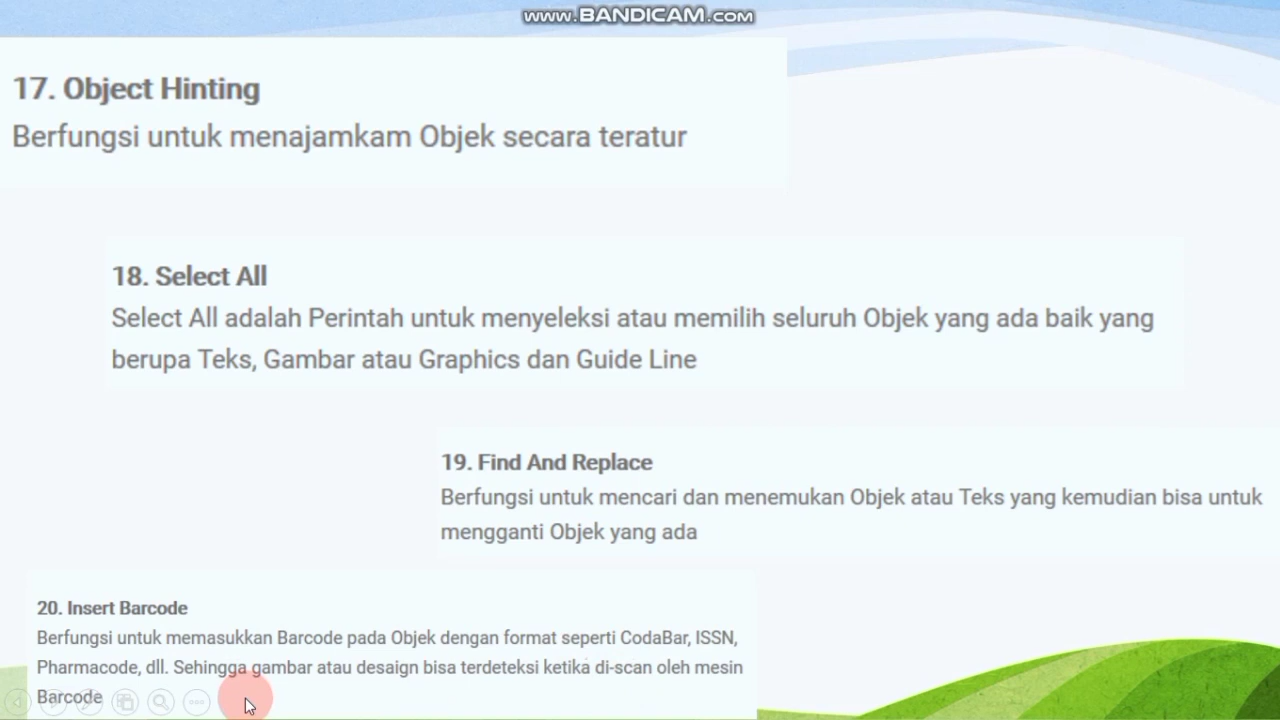 www.BANDICAM.com
17. Object Hinting
Berfungsi untuk menajamkam Objek secara teratur
18. Select All
Select All adalah Perintah untuk menyeleksi atau memilih seluruh Objek yang ada baik yang
berupa Teks, Gambar atau Graphics dan Guide Line
19. Find And Replace
Berfungsi untuk mencari dan menemukan Objek atau Teks yang kemudian bisa untuk
mengganti Objek yang ada
20. Insert Barcode
Berfungsi untuk memasukkan Barcode pada Objek dengan format seperti CodaBar, ISSN,
Pharmacode, dll. Sehingga gambar atau desaign bisa terdeteksi ketika di-scan oleh mesin
Barcode